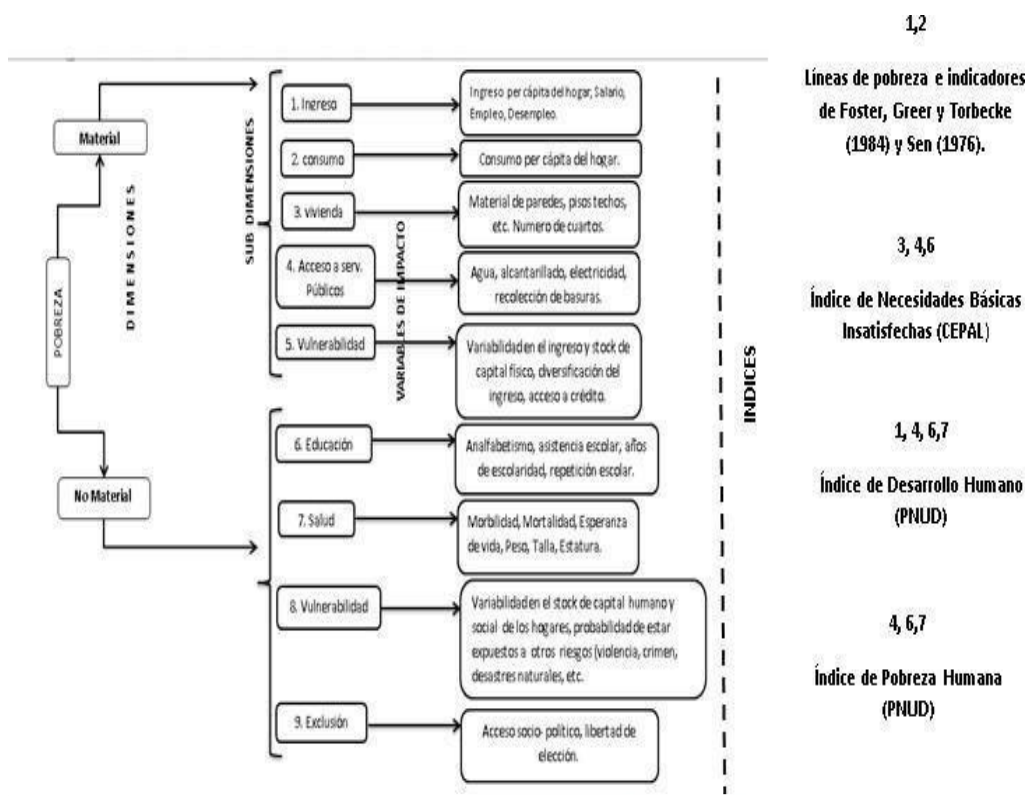 POBREZA
DIMENSIONES
Material
No Material
SUB DIMENSIONES
1. Ingreso
2. consumo
3. vivienda
4. Acceso a serv.
Públicos
5. Vulnerabilidad
6. Educación
7. Salud
8. Vulnerabilidad
9. Exclusión
VARIABLES DE IMPACTO
Ingreso per cápita del hogar, Salario,
Empleo, Desempleo.
Consumo per cápita del hogar.
Material de paredes, pisos techos,
etc. Numero de cuartos.
Agua, alcantarillado, electricidad,
recolección de basuras.
Variabilidad en el ingreso y stock de
capital físico, diversificación del
ingreso, acceso a crédito.
Analfabetismo, asistencia escolar, años
de escolaridad, repetición escolar.
Morbilidad, Mortalidad, Esperanza
de vida, Peso, Talla, Estatura.
Variabilidad en el stock de capital humano y
social de los hogares, probabilidad de estar
expuestos a otros riesgos (violencia, crimen,
desastres naturales, etc.
Acceso socio- político, libertad de
elección.
INDICES
1,2
Líneas de pobreza e indicadores
de Foster, Greer y Torbecke
(1984) y Sen (1976).
3, 4,6
Índice de Necesidades Básicas
Insatisfechas (CEPAL)
1, 4, 6,7
Índice de Desarrollo Humano
(PNUD)
4, 6,7
Índice de Pobreza Humana
(PNUD)